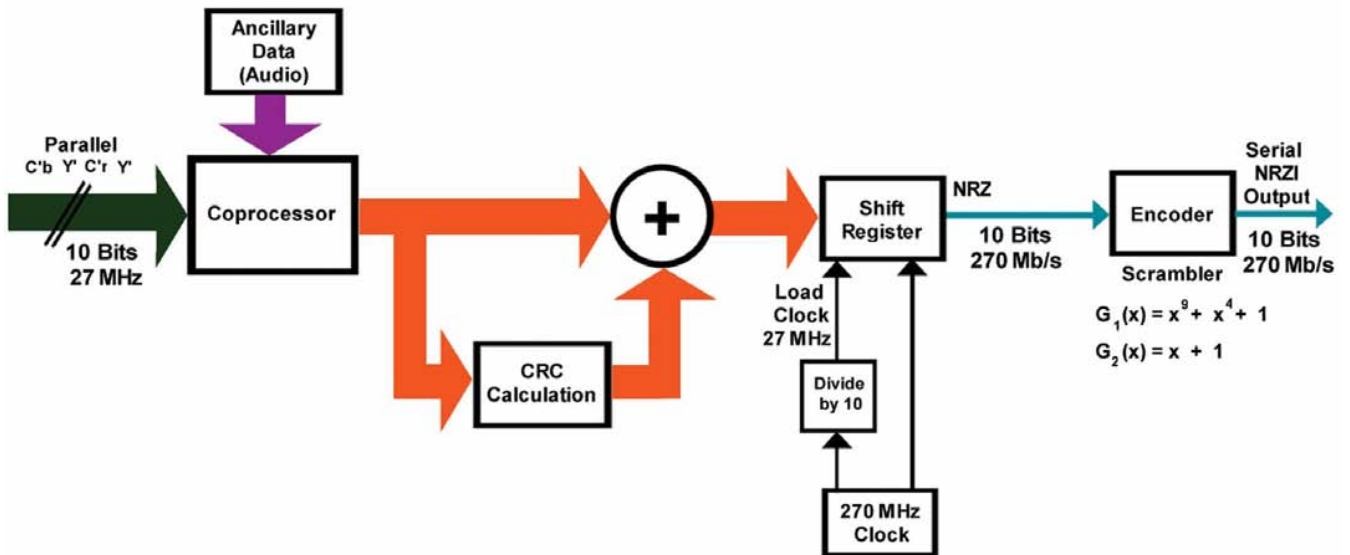 Ancillary
Data
(Audio)
Parallel
C'b Y' C'r Y'
10 Bits
27 MHz
Coprocessor
+
CRC
Calculation
Shift
Register
Load
Clock
27 MHz
Divide
by 10
270 MHz
Clock
NRZ
10 Bits
270 Mb/s
Encoder
Scrambler
G₁(x) = x⁹ + x⁴ + 1
G₂(x) = x + 1
Serial
NRZI
Output
10 Bits
270 Mb/s